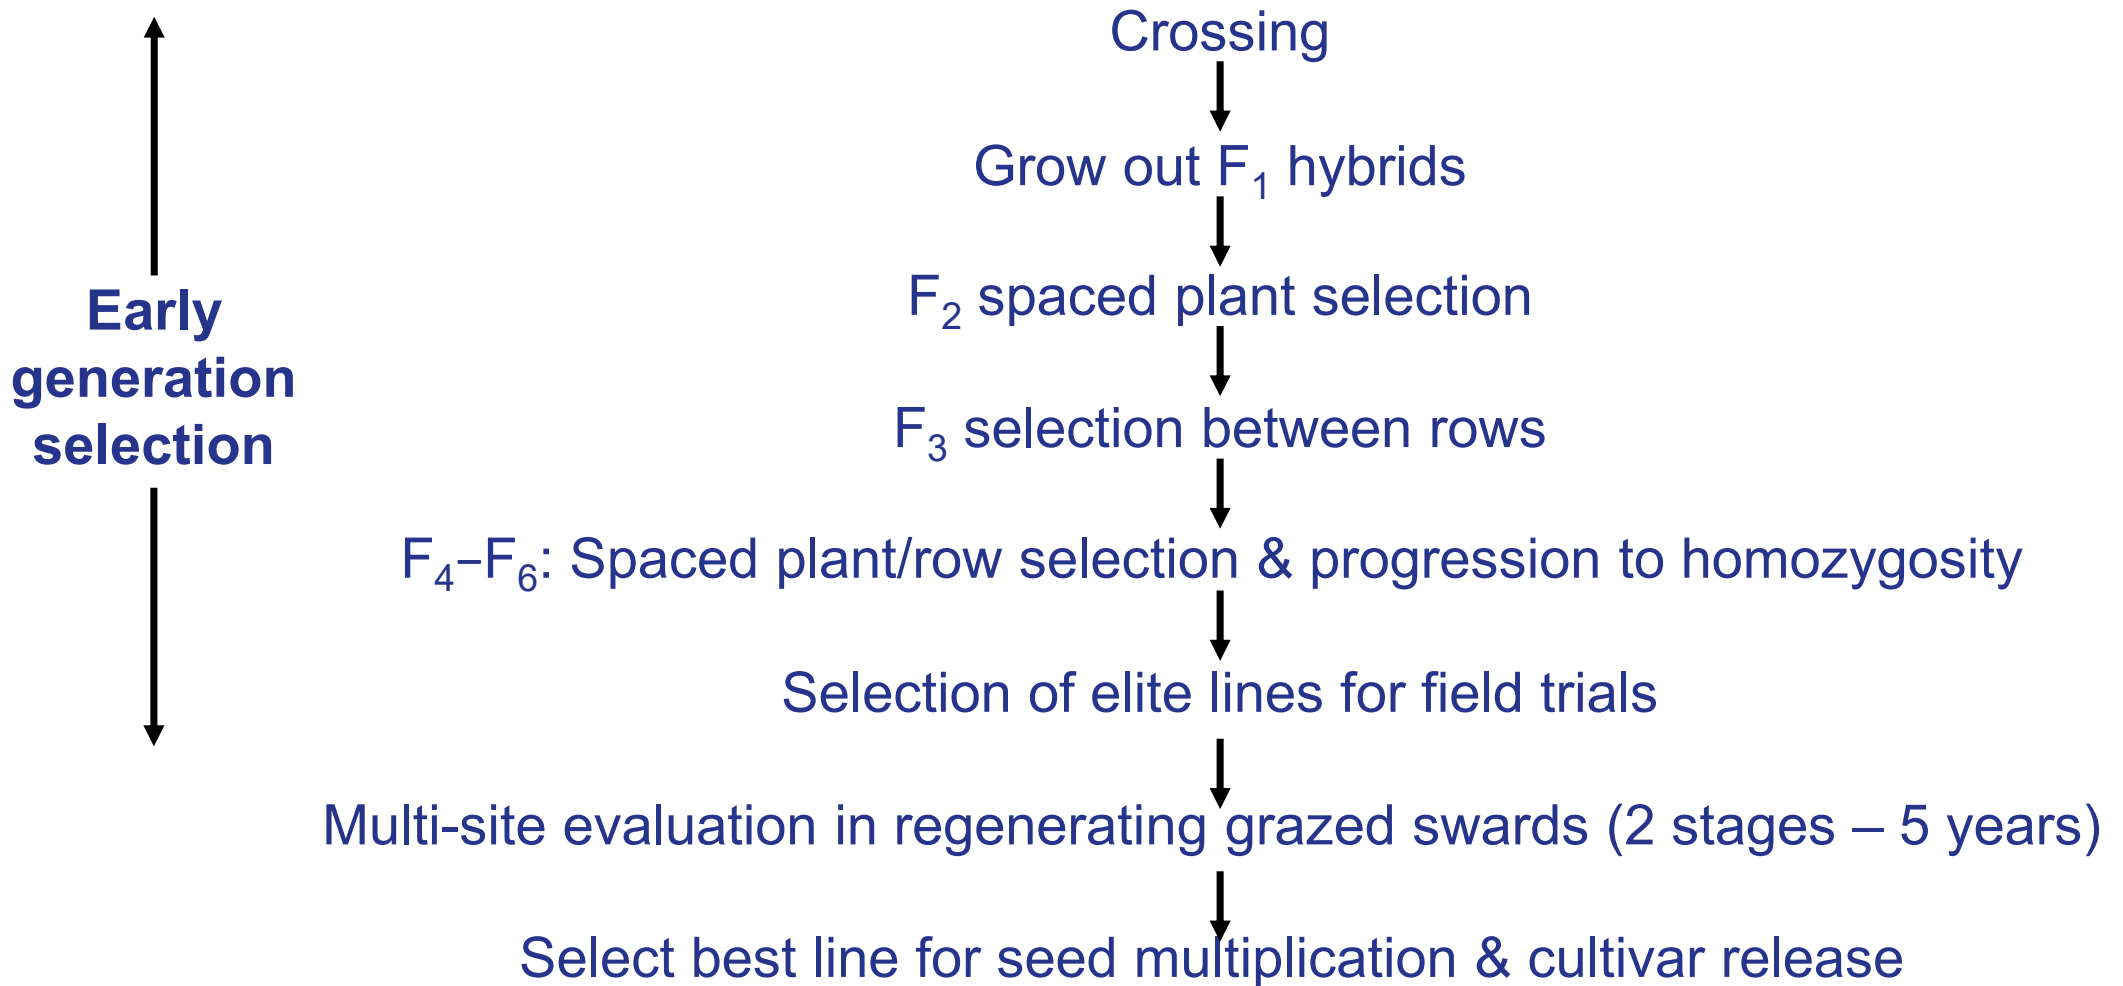 Crossing
Grow out F₁ hybrids
F₂ spaced plant selection
Early
generation
selection
F₃ selection between rows
F₄–F₆: Spaced plant/row selection & progression to homozygosity
Selection of elite lines for field trials
Multi-site evaluation in regenerating grazed swards (2 stages – 5 years)
Select best line for seed multiplication & cultivar release